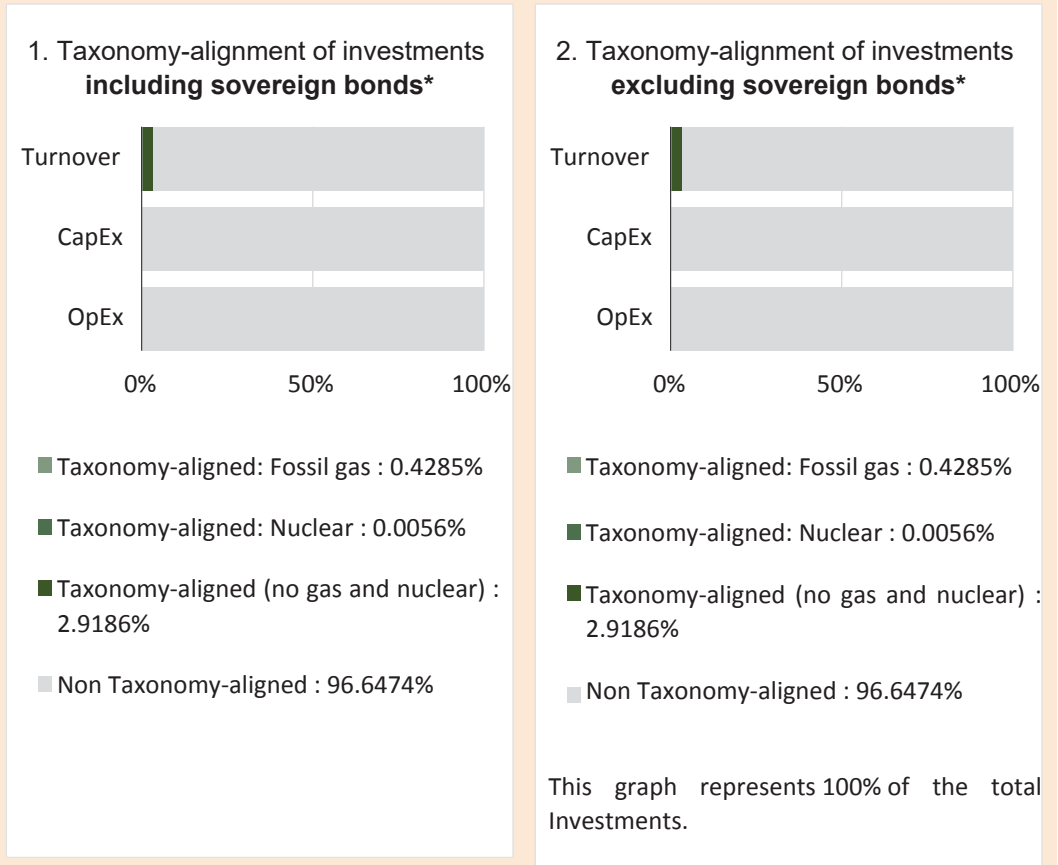 1. Taxonomy-alignment of investments
including sovereign bonds*
Turnover
CapEx
OpEx
0% 50% 100%
Taxonomy-aligned: Fossil gas : 0.4285%
Taxonomy-aligned: Nuclear : 0.0056%
Taxonomy-aligned (no gas and nuclear) :
2.9186%
Non Taxonomy-aligned : 96.6474%
2. Taxonomy-alignment of investments
excluding sovereign bonds*
Turnover
CapEx
OpEx
0% 50% 100%
Taxonomy-aligned: Fossil gas : 0.4285%
Taxonomy-aligned: Nuclear : 0.0056%
Taxonomy-aligned (no gas and nuclear) :
2.9186%
Non Taxonomy-aligned : 96.6474%
This graph represents 100% of the total
Investments.